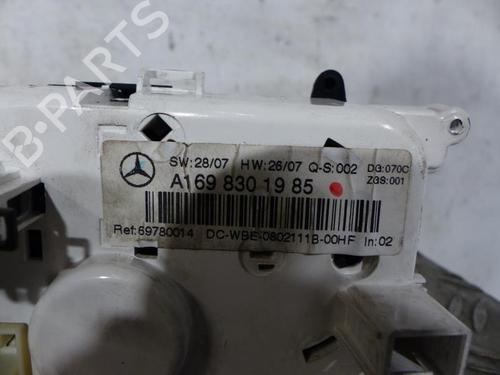 B-PARTS
SW:28/07 HW:26/07 Q-S:002 DG:070C
A169 830 19 85 ZGS:001
Ref:69780014 DC-WBE-0802111B-00HF In:02